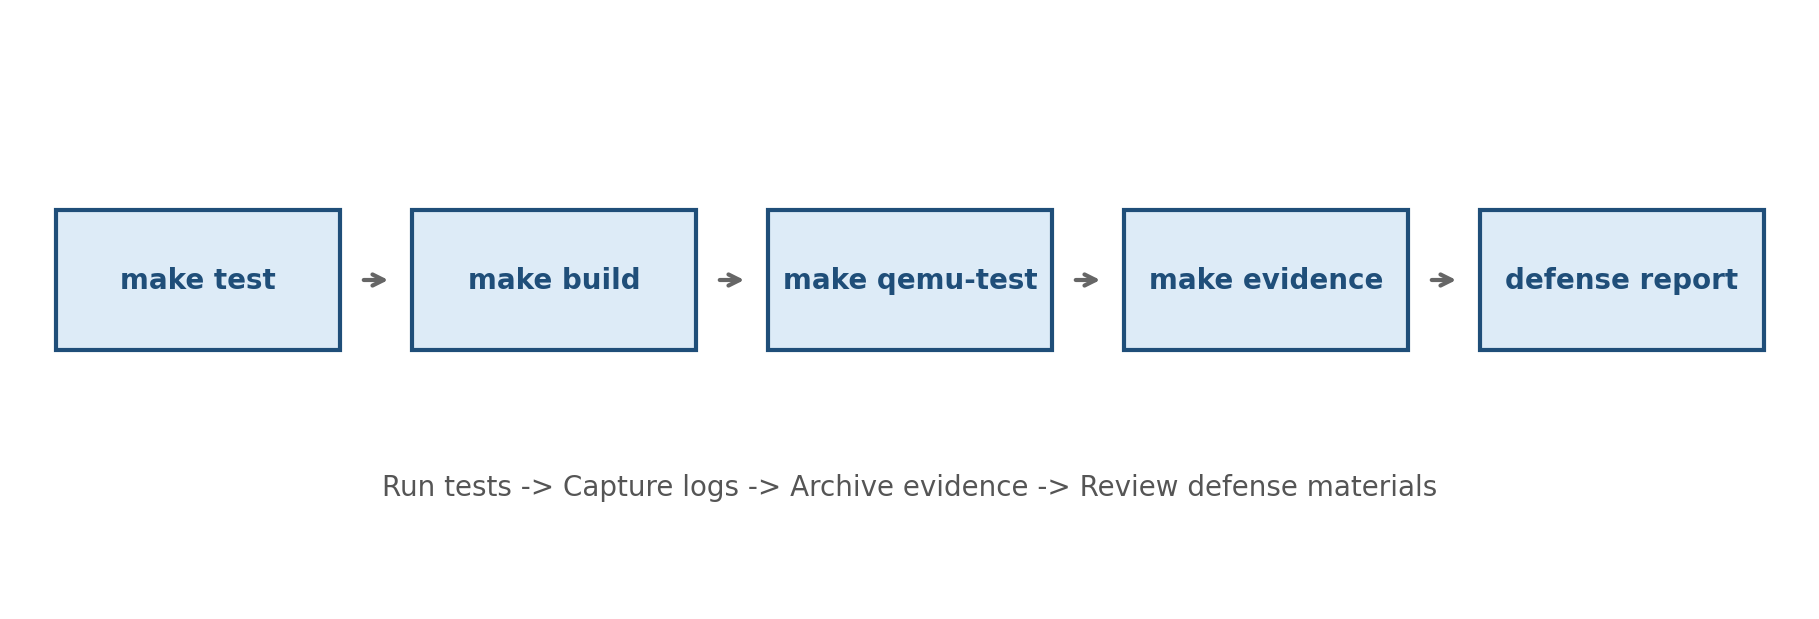 make test
make build
make qemu-test
make evidence
defense report
Run tests -> Capture logs -> Archive evidence -> Review defense materials